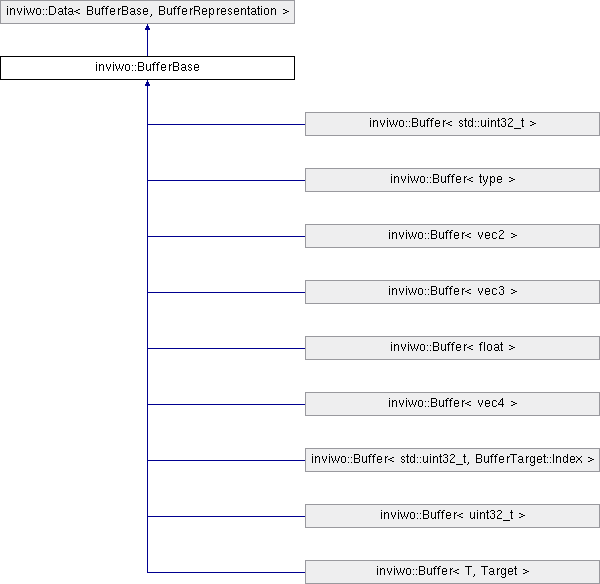 inviwo::Data< BufferBase, BufferRepresentation >
inviwo::BufferBase
inviwo::Buffer< std::uint32_t >
inviwo::Buffer< type >
inviwo::Buffer< vec2 >
inviwo::Buffer< vec3 >
inviwo::Buffer< float >
inviwo::Buffer< vec4 >
inviwo::Buffer< std::uint32_t, BufferTarget::Index >
inviwo::Buffer< uint32_t >
inviwo::Buffer< T, Target >